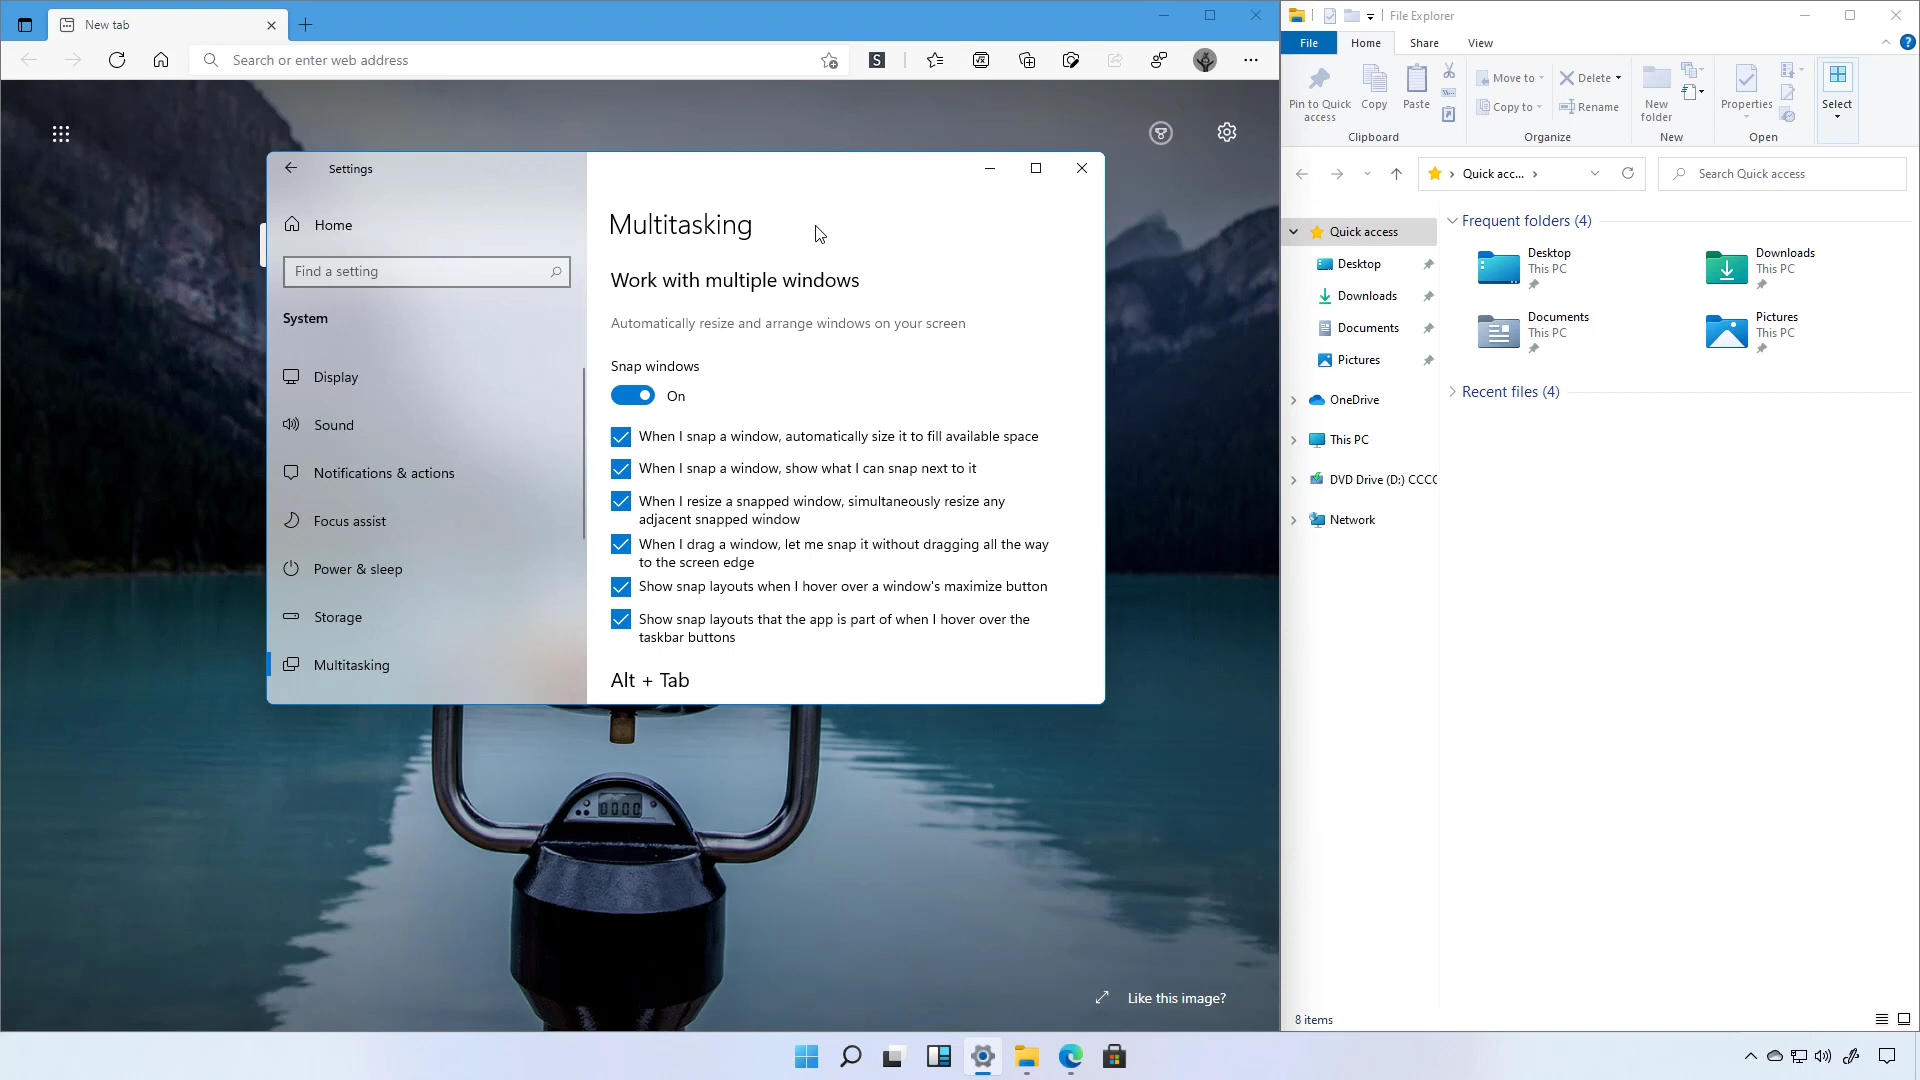 New tab
Search or enter web address
Settings
Home
Find a setting
System
Display
Sound
Notifications & actions
Focus assist
Power & sleep
Storage
Multitasking
Multitasking
Work with multiple windows
Automatically resize and arrange windows on your screen
Snap windows
On
When I snap a window, automatically size it to fill available space
When I snap a window, show what I can snap next to it
When I resize a snapped window, simultaneously resize any
adjacent snapped window
When I drag a window, let me snap it without dragging all the way
to the screen edge
Show snap layouts when I hover over a window's maximize button
Show snap layouts that the app is part of when I hover over the
taskbar buttons
Alt + Tab
0000
Like this image?
File Explorer
File
Home
Share
View
Pin to Quick
access
Copy
Paste
Move to
Copy to
Delete
Rename
New
folder
Properties
Select
Clipboard
Organize
New
Open
Quick acc...
Search Quick access
Quick access
Desktop
Downloads
Documents
Pictures
OneDrive
This PC
DVD Drive (D:) CCC
Network
Frequent folders (4)
Desktop
This PC
Downloads
This PC
Documents
This PC
Pictures
This PC
Recent files (4)
8 items